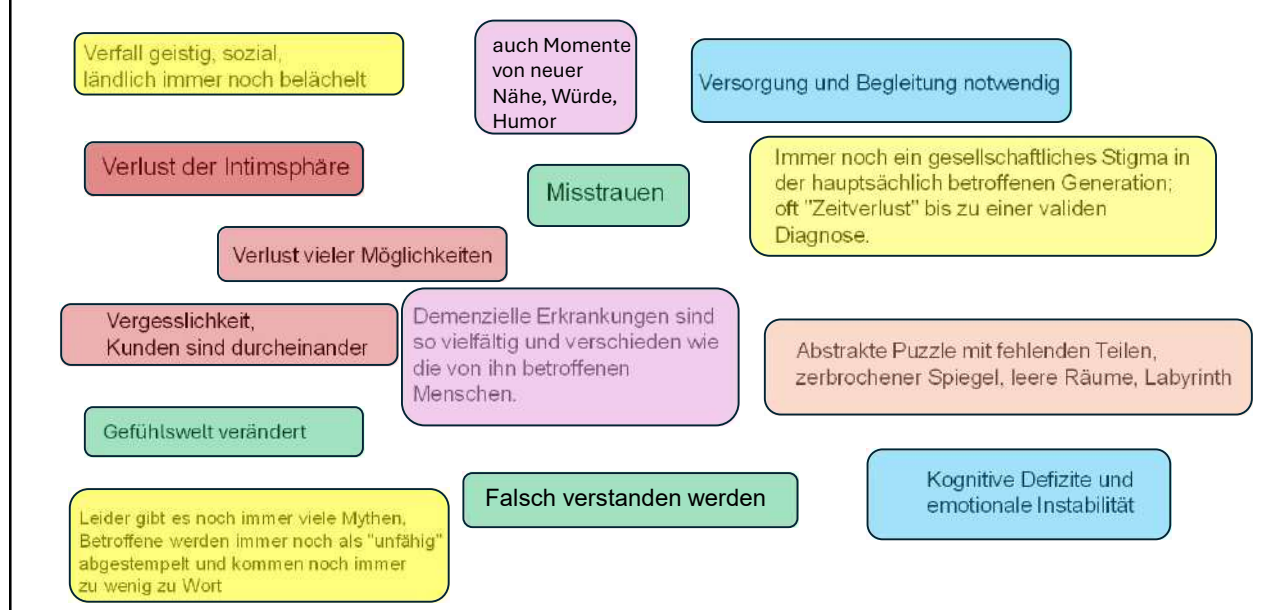 Verfall geistig, sozial,
ländlich immer noch belächelt
auch Momente
von neuer
Nähe, Würde,
Humor
Versorgung und Begleitung notwendig
Verlust der Intimsphäre
Misstrauen
Immer noch ein gesellschaftliches Stigma in
der hauptsächlich betroffenen Generation;
oft "Zeitverlust" bis zu einer validen
Diagnose.
Verlust vieler Möglichkeiten
Vergesslichkeit,
Kunden sind durcheinander
Demenzielle Erkrankungen sind
so vielfältig und verschieden wie
die von ihn betroffenen
Menschen.
Abstrakte Puzzle mit fehlenden Teilen,
zerbrochener Spiegel, leere Räume, Labyrinth
Gefühlswelt verändert
Falsch verstanden werden
Kognitive Defizite und
emotionale Instabilität
Leider gibt es noch immer viele Mythen,
Betroffene werden immer noch als "unfähig"
abgestempelt und kommen noch immer
zu wenig zu Wort